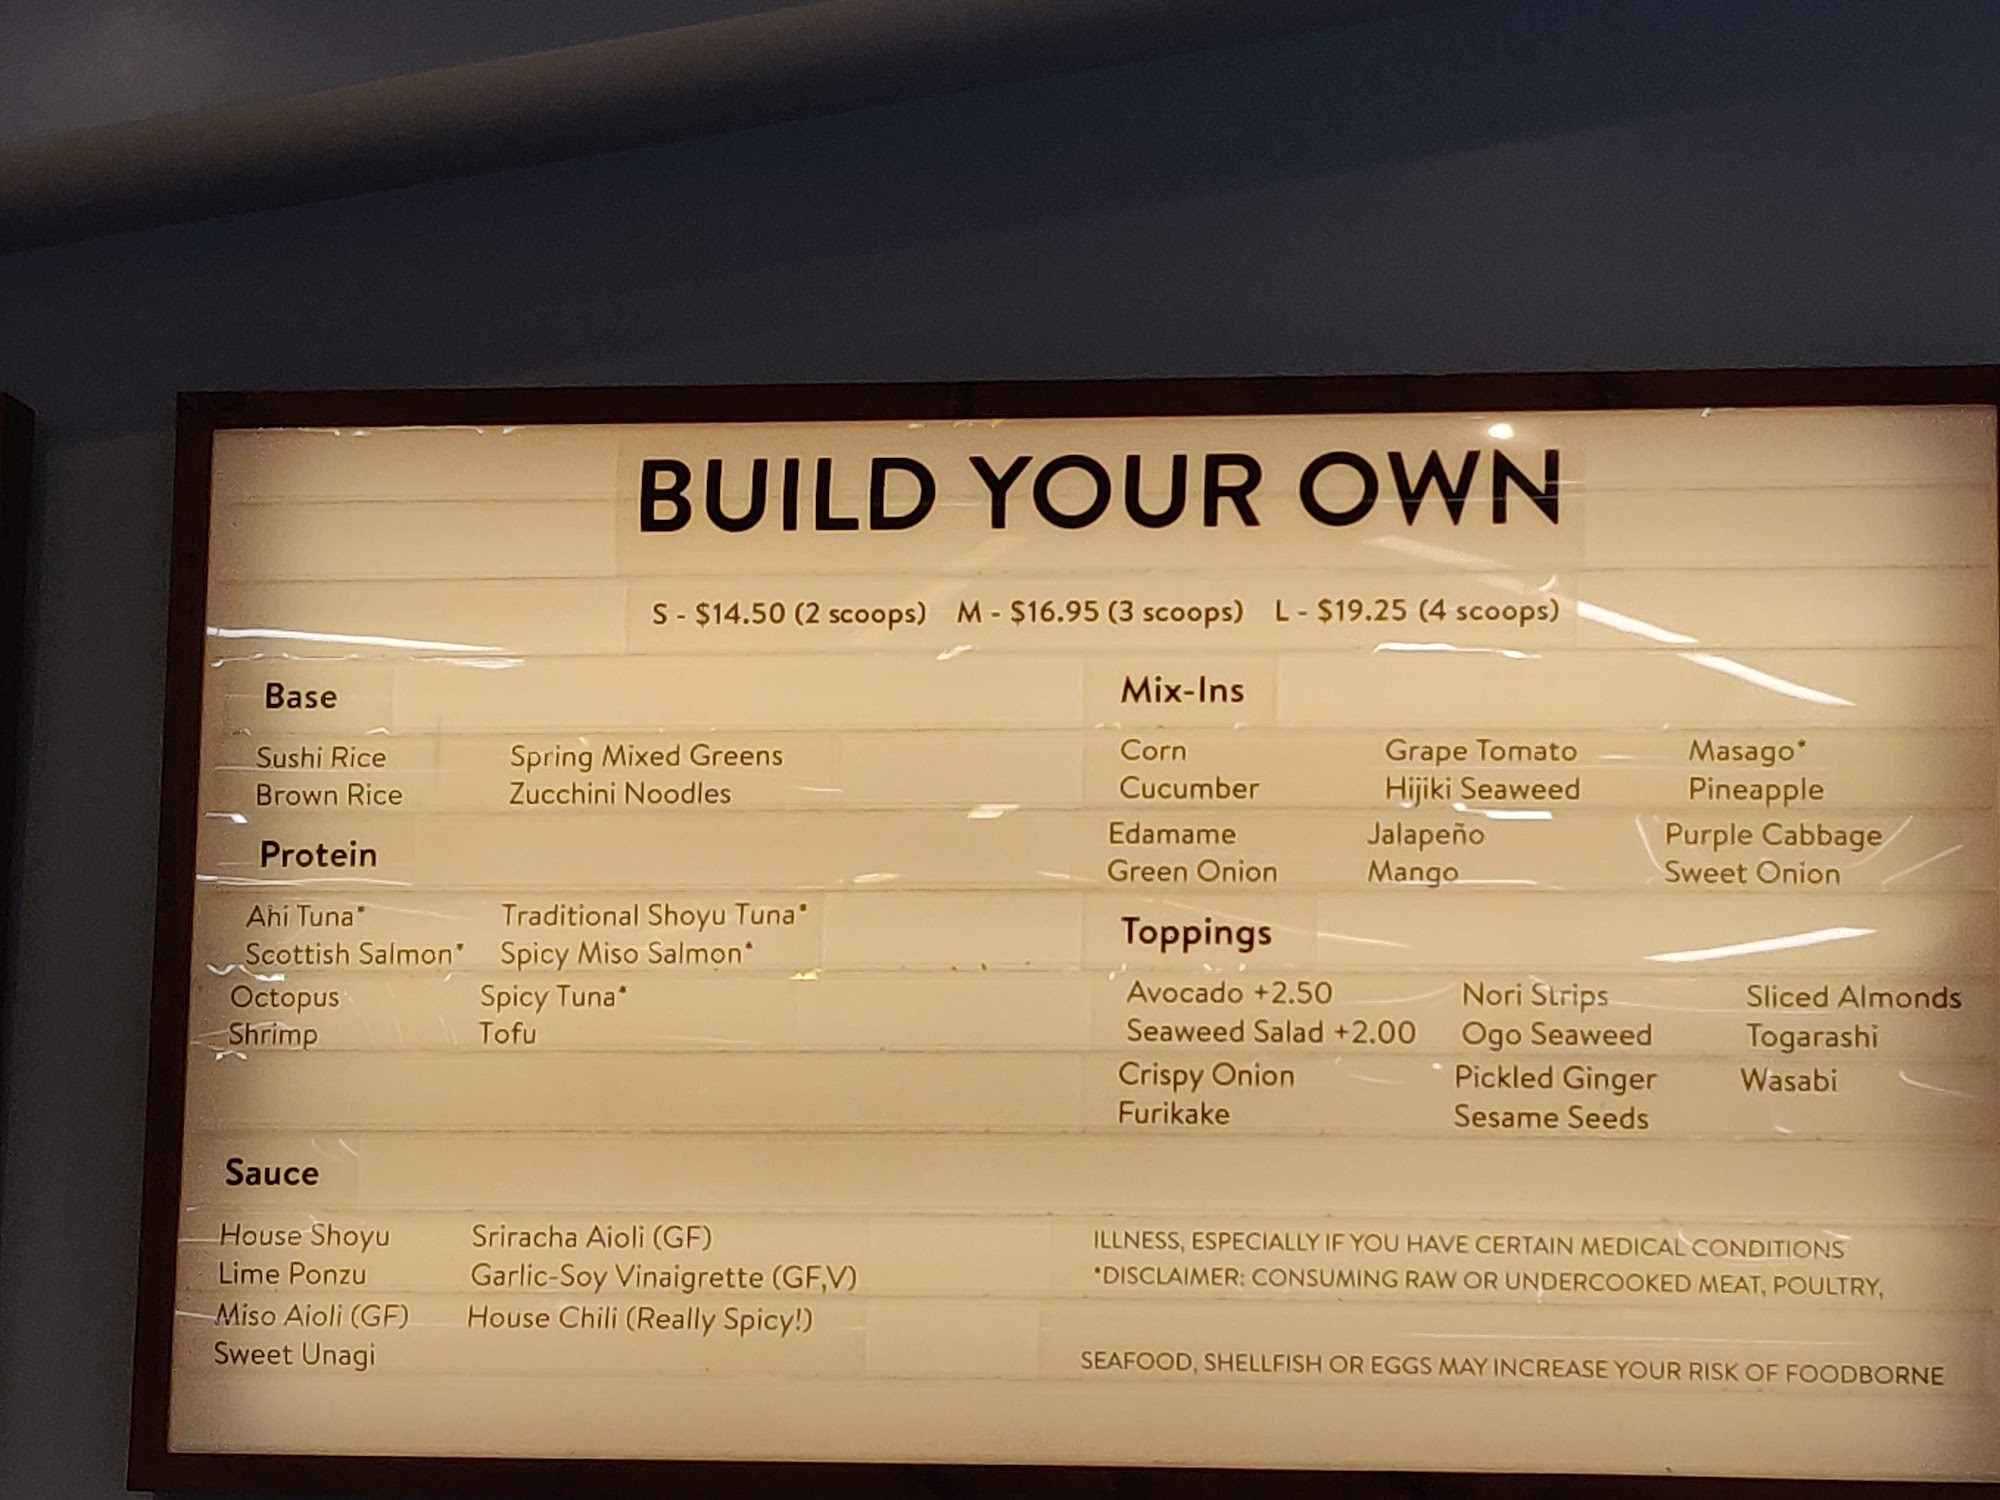 BUILD YOUR OWN
S - $14.50 (2 scoops) M - $16.95 (3 scoops) L - $19.25 (4 scoops)
Base
Sushi Rice Spring Mixed Greens
Brown Rice Zucchini Noodles
Protein
Ahi Tuna* Traditional Shoyu Tuna*
Scottish Salmon* Spicy Miso Salmon*
Octopus Spicy Tuna*
Shrimp Tofu
Sauce
House Shoyu Sriracha Aioli (GF)
Lime Ponzu Garlic-Soy Vinaigrette (GF,V)
Miso Aioli (GF) House Chili (Really Spicy!)
Sweet Unagi
Mix-Ins
Corn Grape Tomato Masago*
Cucumber Hijiki Seaweed Pineapple
Edamame Jalapeño Purple Cabbage
Green Onion Mango Sweet Onion
Toppings
Avocado +2.50 Nori Strips Sliced Almonds
Seaweed Salad +2.00 Ogo Seaweed Togarashi
Crispy Onion Pickled Ginger Wasabi
Furikake Sesame Seeds
ILLNESS, ESPECIALLY IF YOU HAVE CERTAIN MEDICAL CONDITIONS
*DISCLAIMER: CONSUMING RAW OR UNDERCOOKED MEAT, POULTRY,
SEAFOOD, SHELLFISH OR EGGS MAY INCREASE YOUR RISK OF FOODBORNE